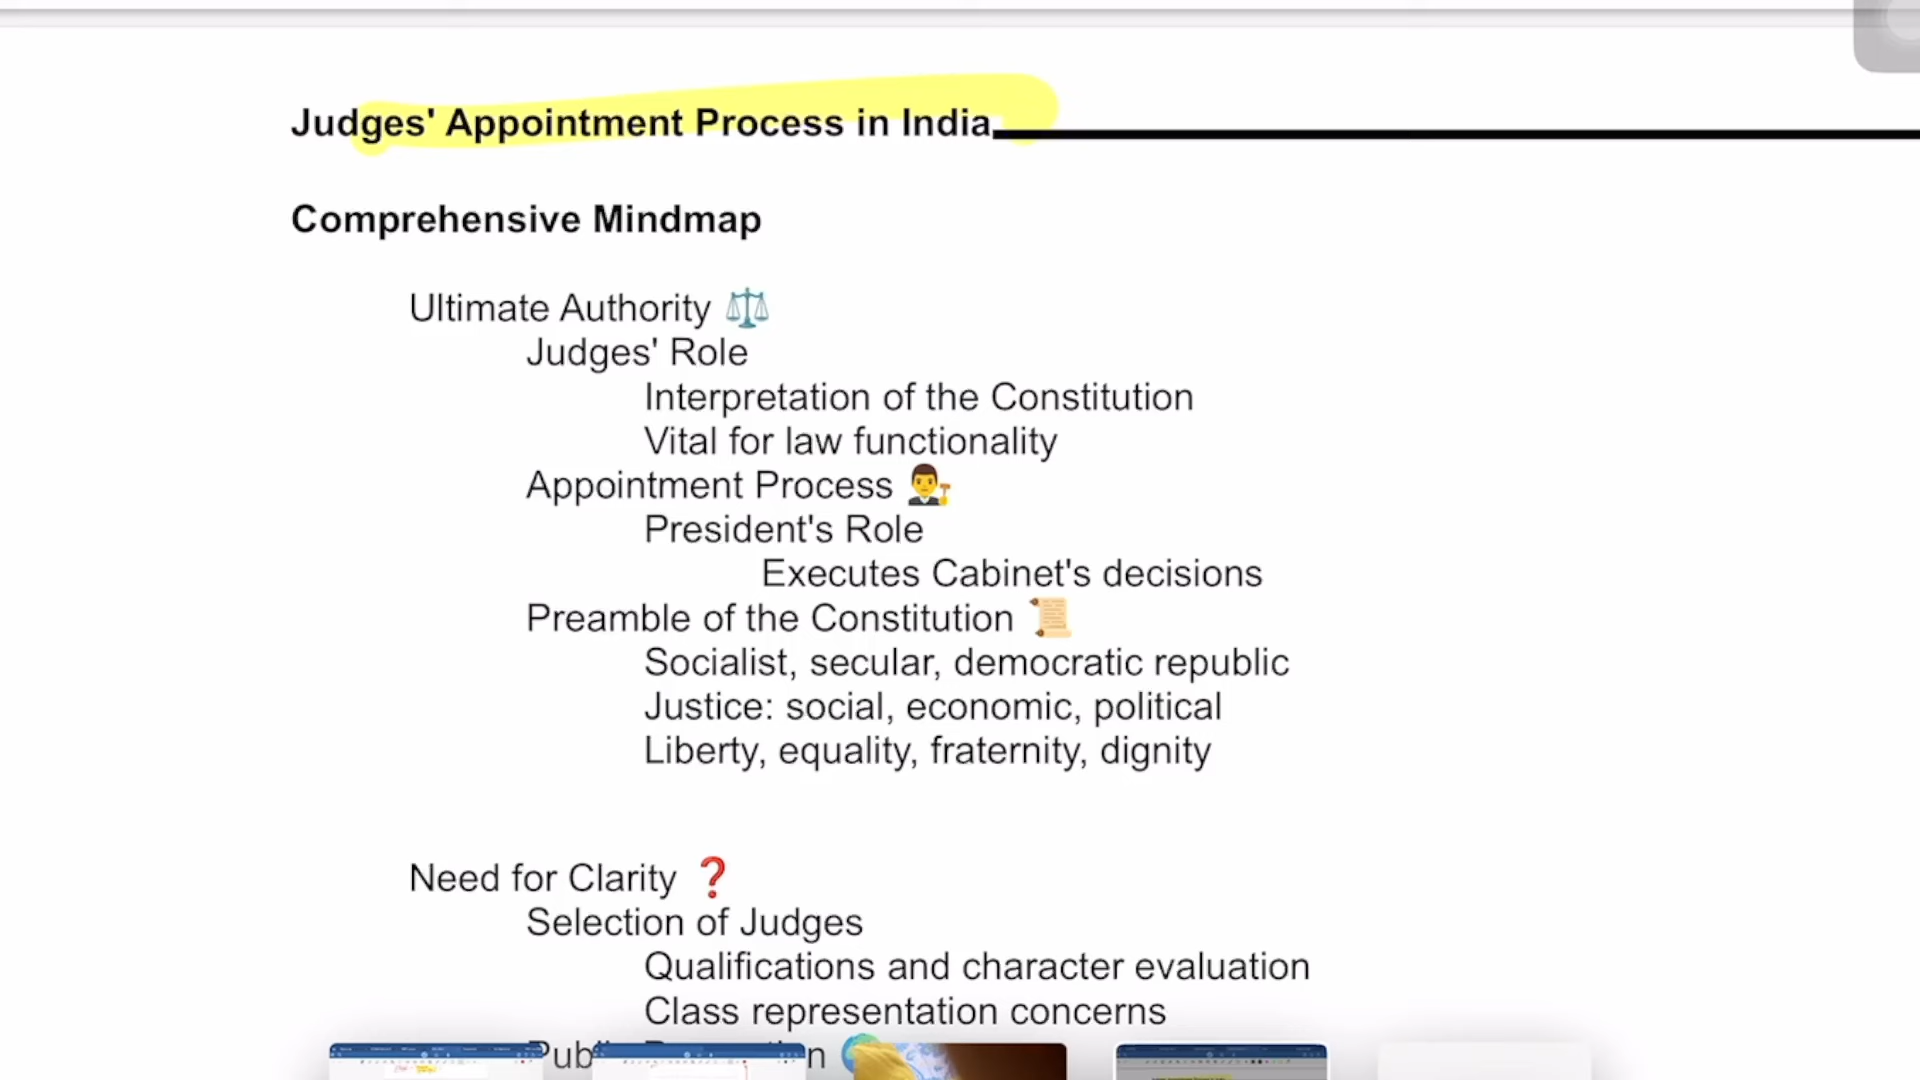 Judges' Appointment Process in India
Comprehensive Mindmap
Ultimate Authority ⚖️
Judges' Role
Interpretation of the Constitution
Vital for law functionality
Appointment Process 👨‍⚖️
President's Role
Executes Cabinet's decisions
Preamble of the Constitution 📜
Socialist, secular, democratic republic
Justice: social, economic, political
Liberty, equality, fraternity, dignity
Need for Clarity ❓
Selection of Judges
Qualifications and character evaluation
Class representation concerns